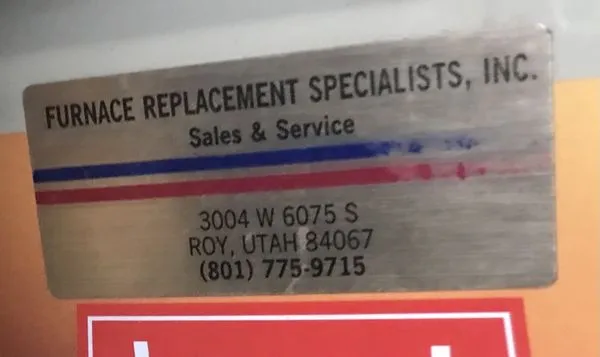 FURNACE REPLACEMENT SPECIALISTS, INC.
Sales & Service
3004 W 6075 S
ROY, UTAH 84067
(801) 775-9715